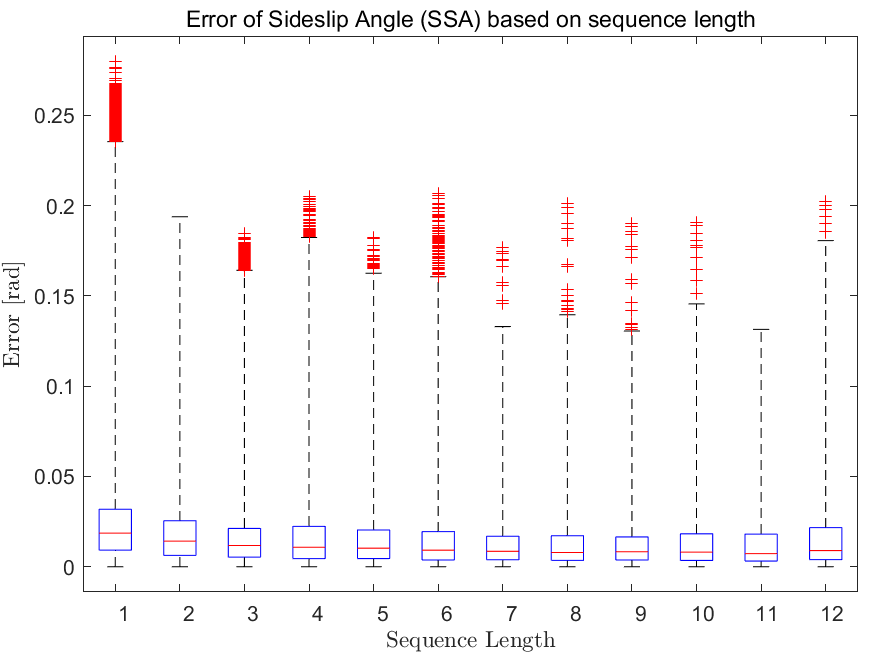 Error of Sideslip Angle (SSA) based on sequence length
Error [rad]
0.25
0.2
0.15
0.1
0.05
0
1 2 3 4 5 6 7 8 9 10 11 12
Sequence Length